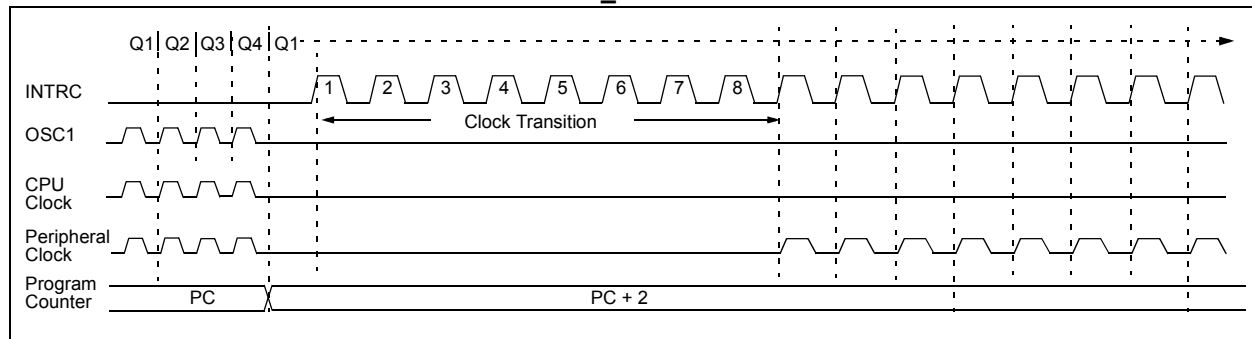 Q1 Q2 Q3 Q4 Q1
INTRC
1 2 3 4 5 6 7 8
Clock Transition
OSC1
CPU
Clock
Peripheral
Clock
Program
Counter
PC
PC + 2